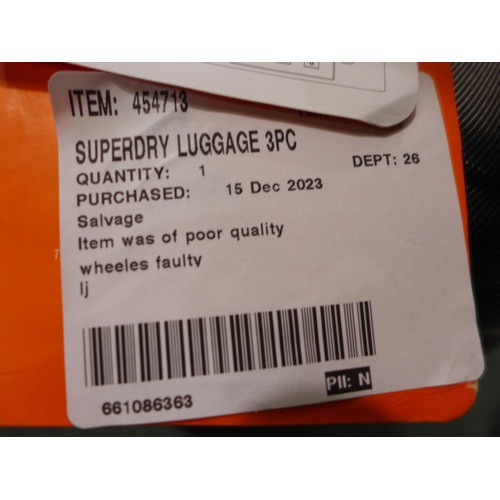 ITEM: 454713
SUPERDRY LUGGAGE 3PC
QUANTITY: 1 DEPT: 26
PURCHASED: 15 Dec 2023
Salvage
Item was of poor quality
wheeles faulty
lj
PII: N
661086363